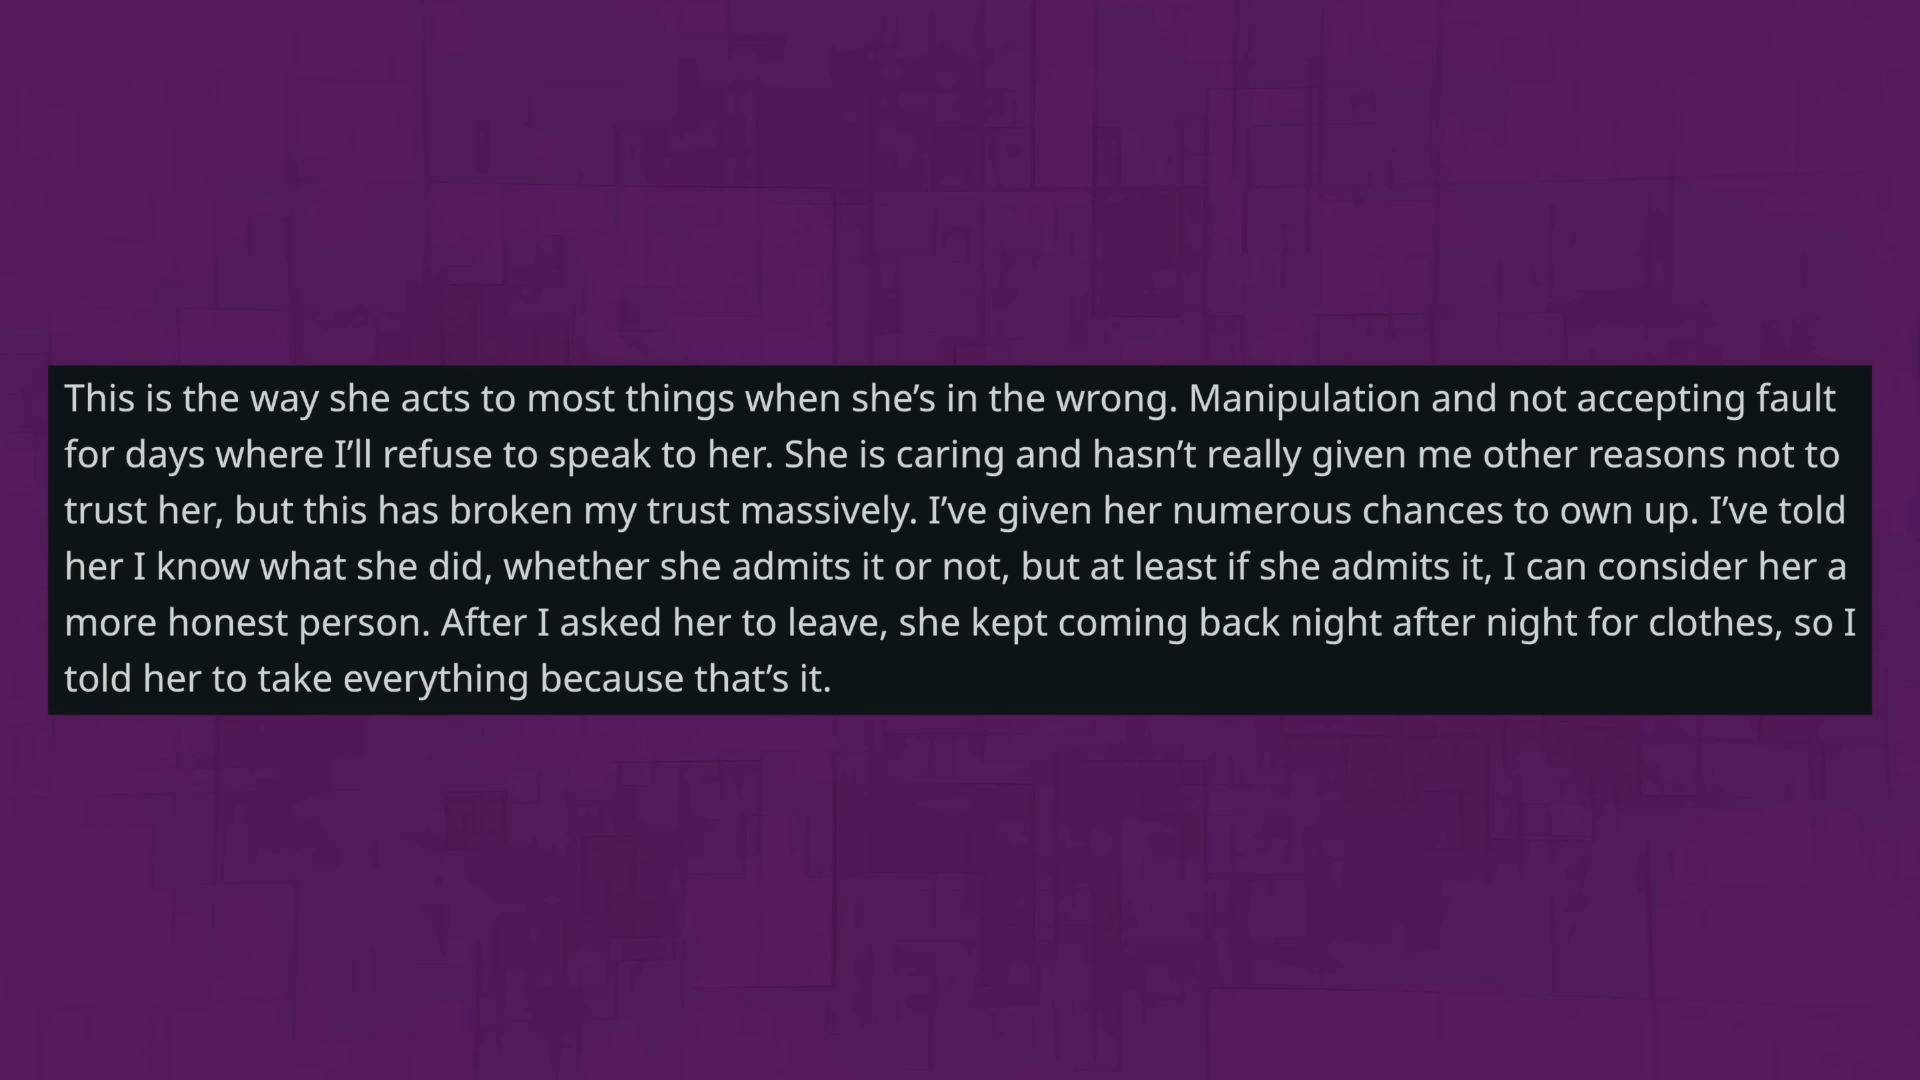 This is the way she acts to most things when she’s in the wrong. Manipulation and not accepting fault
for days where I’ll refuse to speak to her. She is caring and hasn’t really given me other reasons not to
trust her, but this has broken my trust massively. I’ve given her numerous chances to own up. I’ve told
her I know what she did, whether she admits it or not, but at least if she admits it, I can consider her a
more honest person. After I asked her to leave, she kept coming back night after night for clothes, so I
told her to take everything because that’s it.